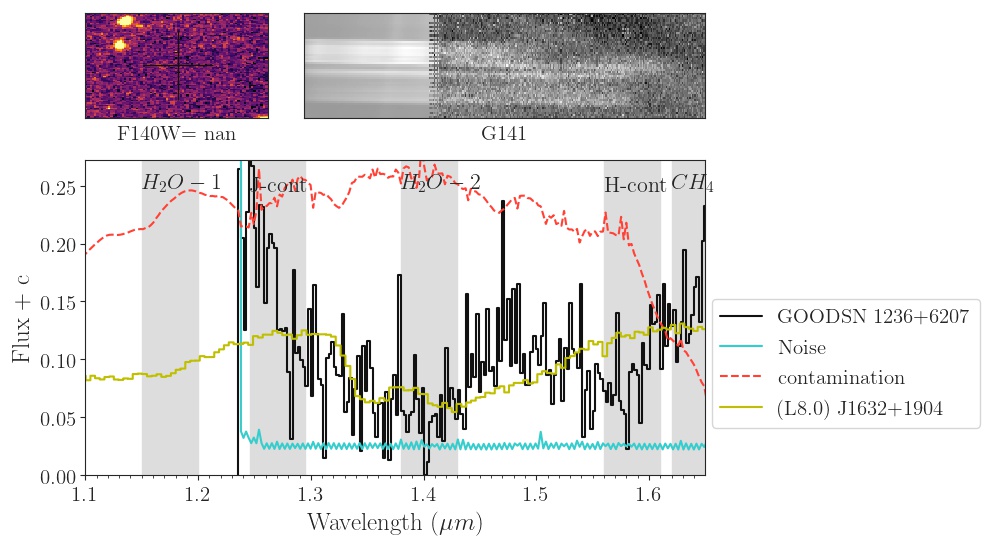 F140W= nan
G141
H₂O − 1
J-cont
H₂O − 2
H-cont
CH₄
Flux + c
0.25
0.20
0.15
0.10
0.05
0.00
1.1
1.2
1.3
1.4
1.5
1.6
Wavelength (μm)
GOODSN 1236+6207
Noise
contamination
(L8.0) J1632+1904